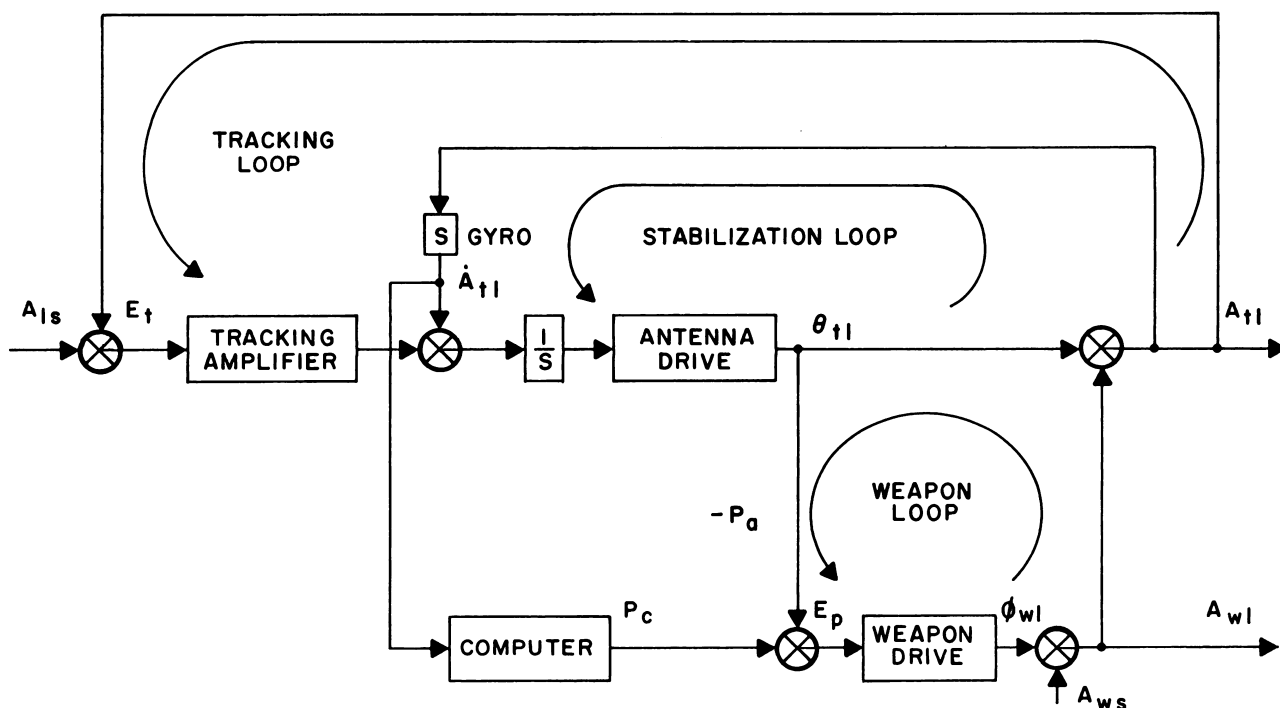 TRACKING
LOOP
S GYRO
STABILIZATION LOOP
Ȧtl
Als
Et
TRACKING
AMPLIFIER
1
S
ANTENNA
DRIVE
θtl
Atl
WEAPON
LOOP
-Pa
COMPUTER
Pc
Ep
WEAPON
DRIVE
ϕwl
Awl
Aws